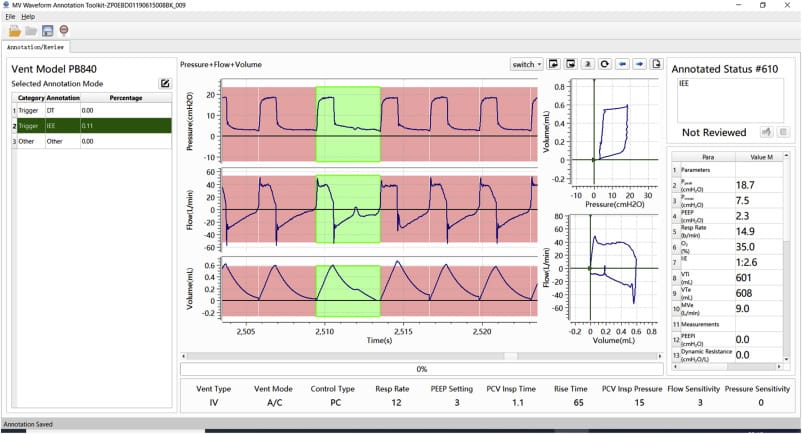 MV Waveform Annotation Toolkit-ZP0EBD01190615008BK_009
File Help
Annotation/Review
Vent Model PB840
Selected Annotation Mode
Category Annotation Percentage
1 Trigger DT 0.00
2 Trigger IEE 0.11
3 Other Other 0.00
Pressure+Flow+Volume
switch
Pressure(cmH2O)
20
10
0
-10
Flow(L/min)
60
40
20
0
-20
-40
-60
Volume(mL)
0.6
0.4
0.2
0
-0.2
2,505 2,510 2,515 2,520
Time(s)
Volume(mL)
0.8
0.6
0.4
0.2
0
-0.2
-10 0 10 20 30
Pressure(cmH2O)
Flow(L/min)
80
60
40
20
0
-20
-40
-60
-80
0 0.2 0.4 0.6 0.8
Volume(mL)
0%
Vent Type Vent Mode Control Type Resp Rate PEEP Setting PCV Insp Time Rise Time PCV Insp Pressure Flow Sensitivity Pressure Sensitivity
IV A/C PC 12 3 1.1 65 15 3 0
Annotated Status #610
IEE
Not Reviewed
Para Value M
1 Parameters
2 Ppeak (cmH2O) 18.7
3 Pmean (cmH2O) 7.5
4 PEEP (cmH2O) 2.3
5 Resp Rate (b/min) 14.9
6 O2 (%) 35.0
7 I:E 1:2.6
8 VTi (mL) 601
9 VTe (mL) 608
10 MVe (L/min) 9.0
11 Measurements
12 PEEPi (cmH2O) 0.0
13 Dynamic Resistance (cmH2O/L) 0.0
Annotation Saved